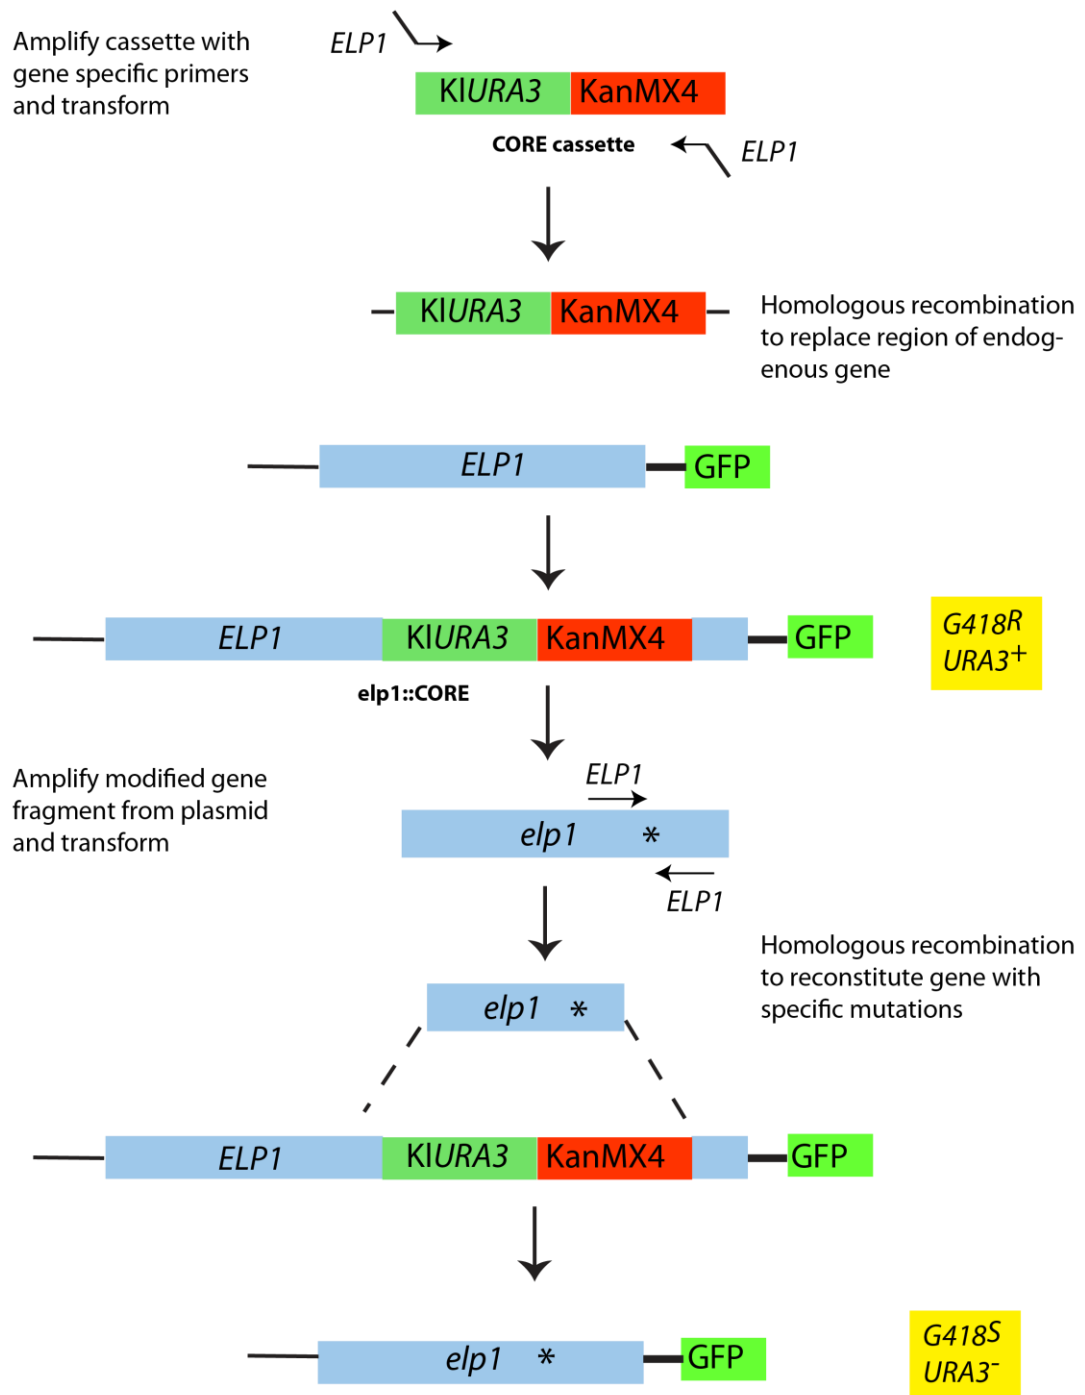 Amplify cassette with
gene specific primers
and transform
ELP1
KlURA3 KanMX4
CORE cassette
ELP1
KlURA3 KanMX4
Homologous recombination
to replace region of endog-
enous gene
ELP1 GFP
ELP1 KlURA3 KanMX4 GFP
G418R
URA3+
elp1::CORE
Amplify modified gene
fragment from plasmid
and transform
ELP1
elp1 *
ELP1
Homologous recombination
to reconstitute gene with
specific mutations
elp1 *
ELP1 KlURA3 KanMX4 GFP
elp1 * GFP
G418S
URA3-